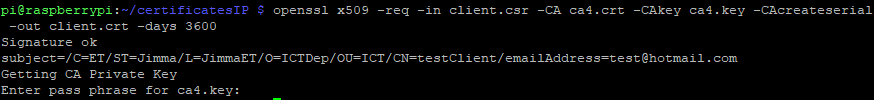 pi@raspberrypi:~/certificatesIP $ openssl x509 -req -in client.csr -CA ca4.crt -CAkey ca4.key -CAcreateserial
-out client.crt -days 3600
Signature ok
subject=/C=ET/ST=Jimma/L=JimmaET/O=ICTDep/OU=ICT/CN=testClient/emailAddress=test@hotmail.com
Getting CA Private Key
Enter pass phrase for ca4.key: